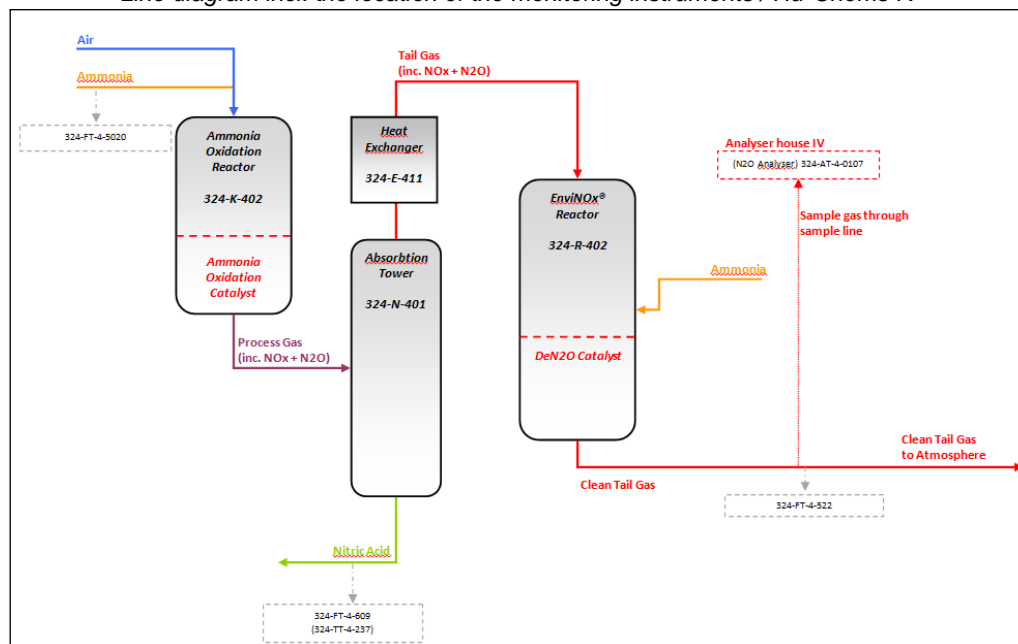 Air
Ammonia
324-FT-4-5020
Ammonia
Oxidation
Reactor
324-K-402
Ammonia
Oxidation
Catalyst
Process Gas
(inc. NOx + N2O)
Tail Gas
(inc. NOx + N2O)
Heat
Exchanger
324-E-411
Absorbtion
Tower
324-N-401
Nitric Acid
324-FT-4-609
(324-TT-4-237)
EnviNOx®
Reactor
324-R-402
DeN2O Catalyst
Ammonia
Clean Tail Gas
Analyser house IV
(N2O Analyser) 324-AT-4-0107
Sample gas through
sample line
Clean Tail Gas
to Atmosphere
324-FT-4-522